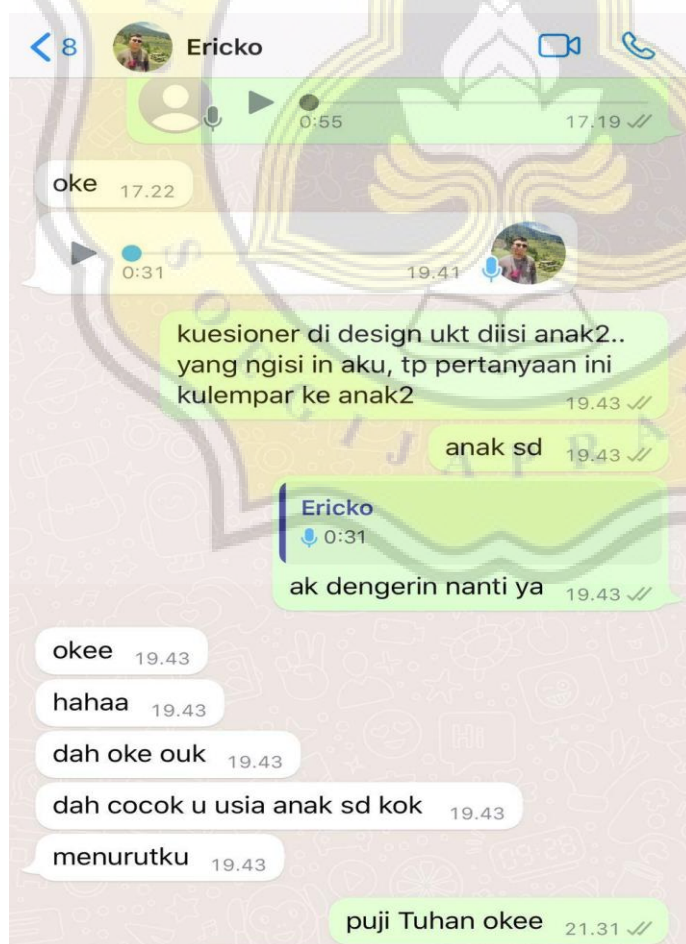 8 Ericko
0:55 17.19
oke 17.22
0:31 19.41
kuesioner di design ukt diisi anak2..
yang ngisi in aku, tp pertanyaan ini
kulempar ke anak2 19.43
anak sd 19.43
Ericko
0:31
ak dengerin nanti ya 19.43
okee 19.43
hahaa 19.43
dah oke ouk 19.43
dah cocok u usia anak sd kok 19.43
menurutku 19.43
puji Tuhan okee 21.31
SOEGIJAPRA